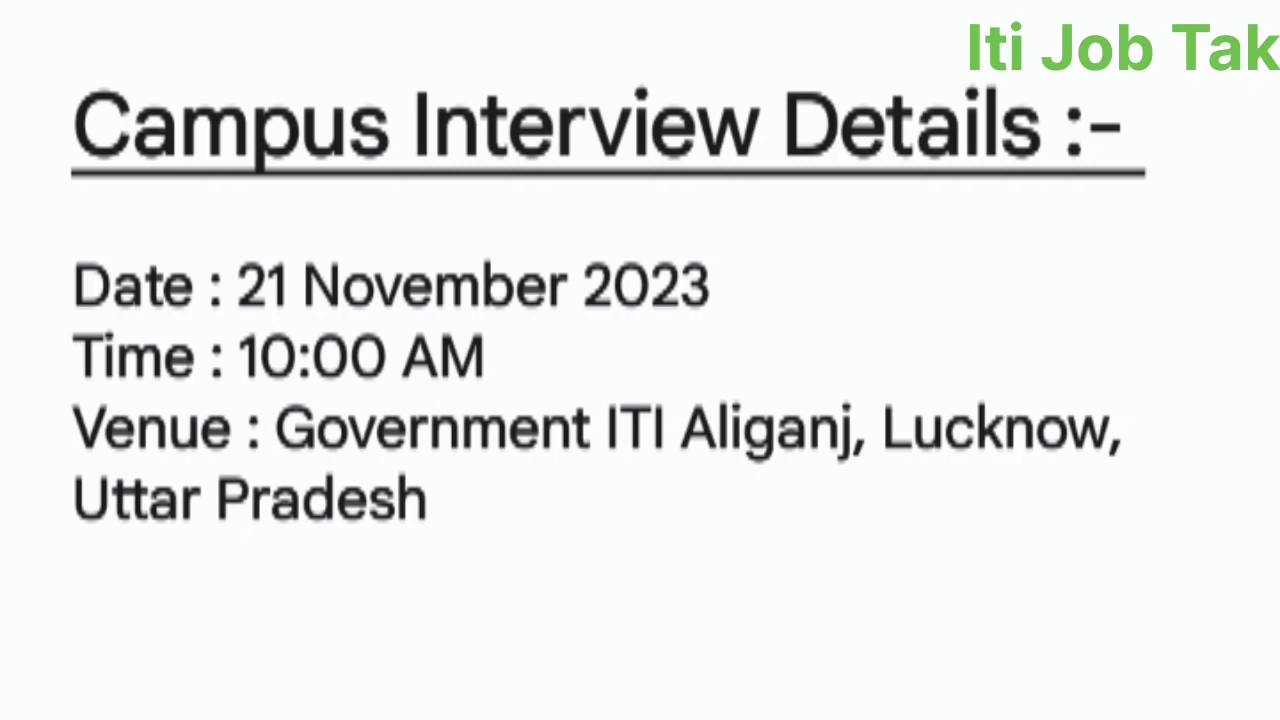 Iti Job Tak
Campus Interview Details :-
Date : 21 November 2023
Time : 10:00 AM
Venue : Government ITI Aliganj, Lucknow,
Uttar Pradesh